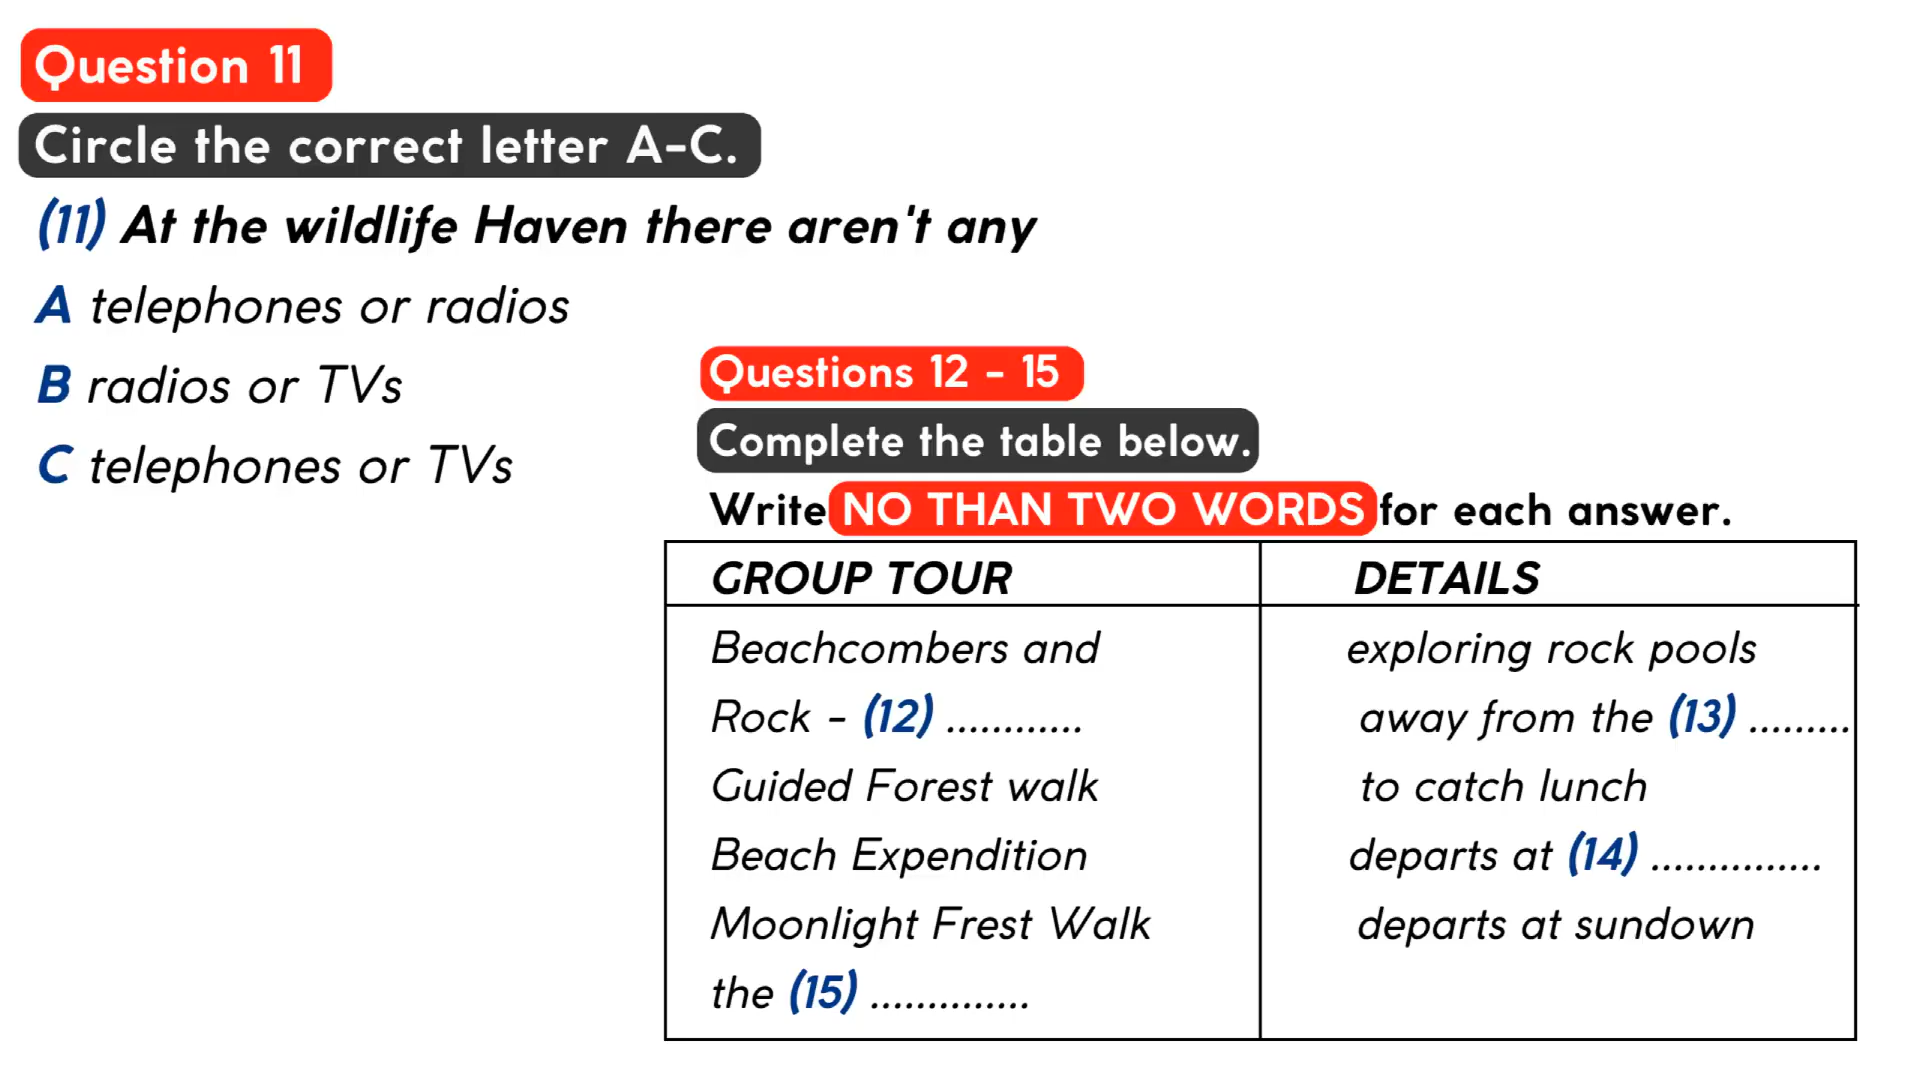 Question 11
Circle the correct letter A-C.
(11) At the wildlife Haven there aren't any
A telephones or radios
B radios or TVs
C telephones or TVs
Questions 12 - 15
Complete the table below.
Write NO THAN TWO WORDS for each answer.
GROUP TOUR DETAILS
Beachcombers and exploring rock pools
Rock - (12) ............ away from the (13) .........
Guided Forest walk to catch lunch
Beach Expendition departs at (14) ...............
Moonlight Frest Walk departs at sundown
the (15) ..............